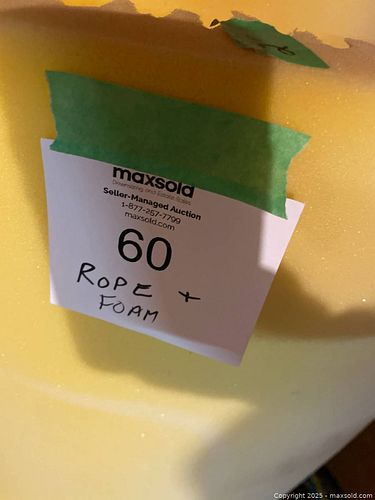 maxsold
Downsizing and Estate Sales
Seller-Managed Auction
1-877-257-7799
maxsold.com
60
ROPE +
FOAM
Copyright 2025 - maxsold.com